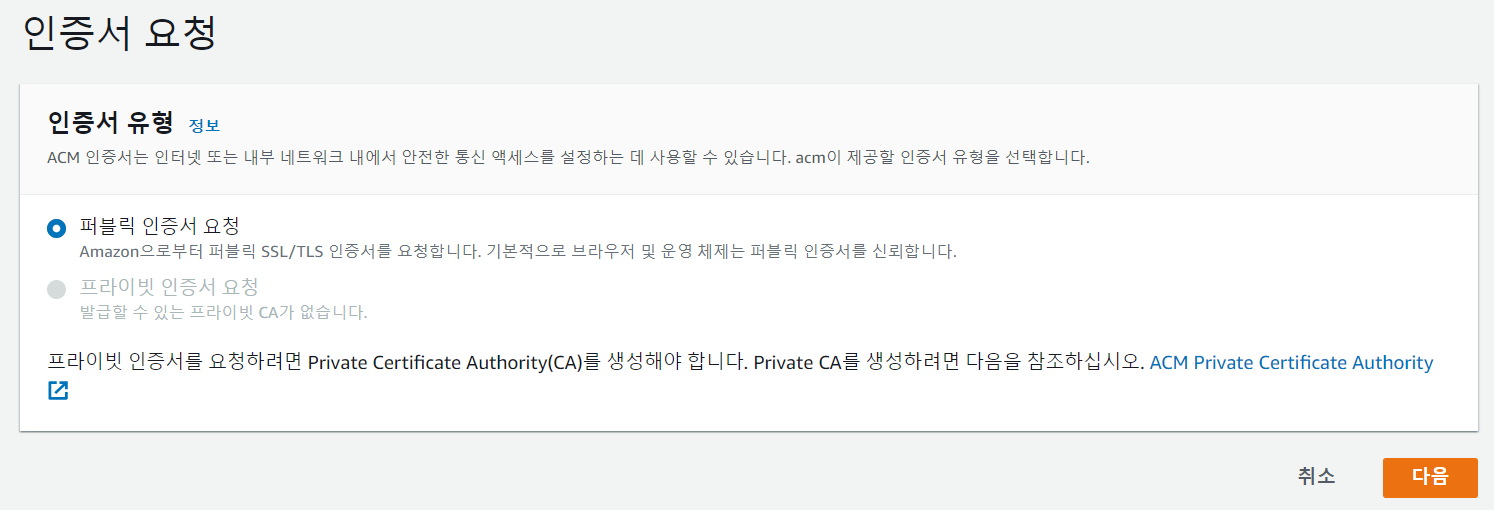 인증서 요청
인증서 유형 정보
ACM 인증서는 인터넷 또는 내부 네트워크 내에서 안전한 통신 액세스를 설정하는 데 사용할 수 있습니다. acm이 제공할 인증서 유형을 선택합니다.
퍼블릭 인증서 요청
Amazon으로부터 퍼블릭 SSL/TLS 인증서를 요청합니다. 기본적으로 브라우저 및 운영 체제는 퍼블릭 인증서를 신뢰합니다.
프라이빗 인증서 요청
발급할 수 있는 프라이빗 CA가 없습니다.
프라이빗 인증서를 요청하려면 Private Certificate Authority(CA)를 생성해야 합니다. Private CA를 생성하려면 다음을 참조하십시오. ACM Private Certificate Authority
취소 다음